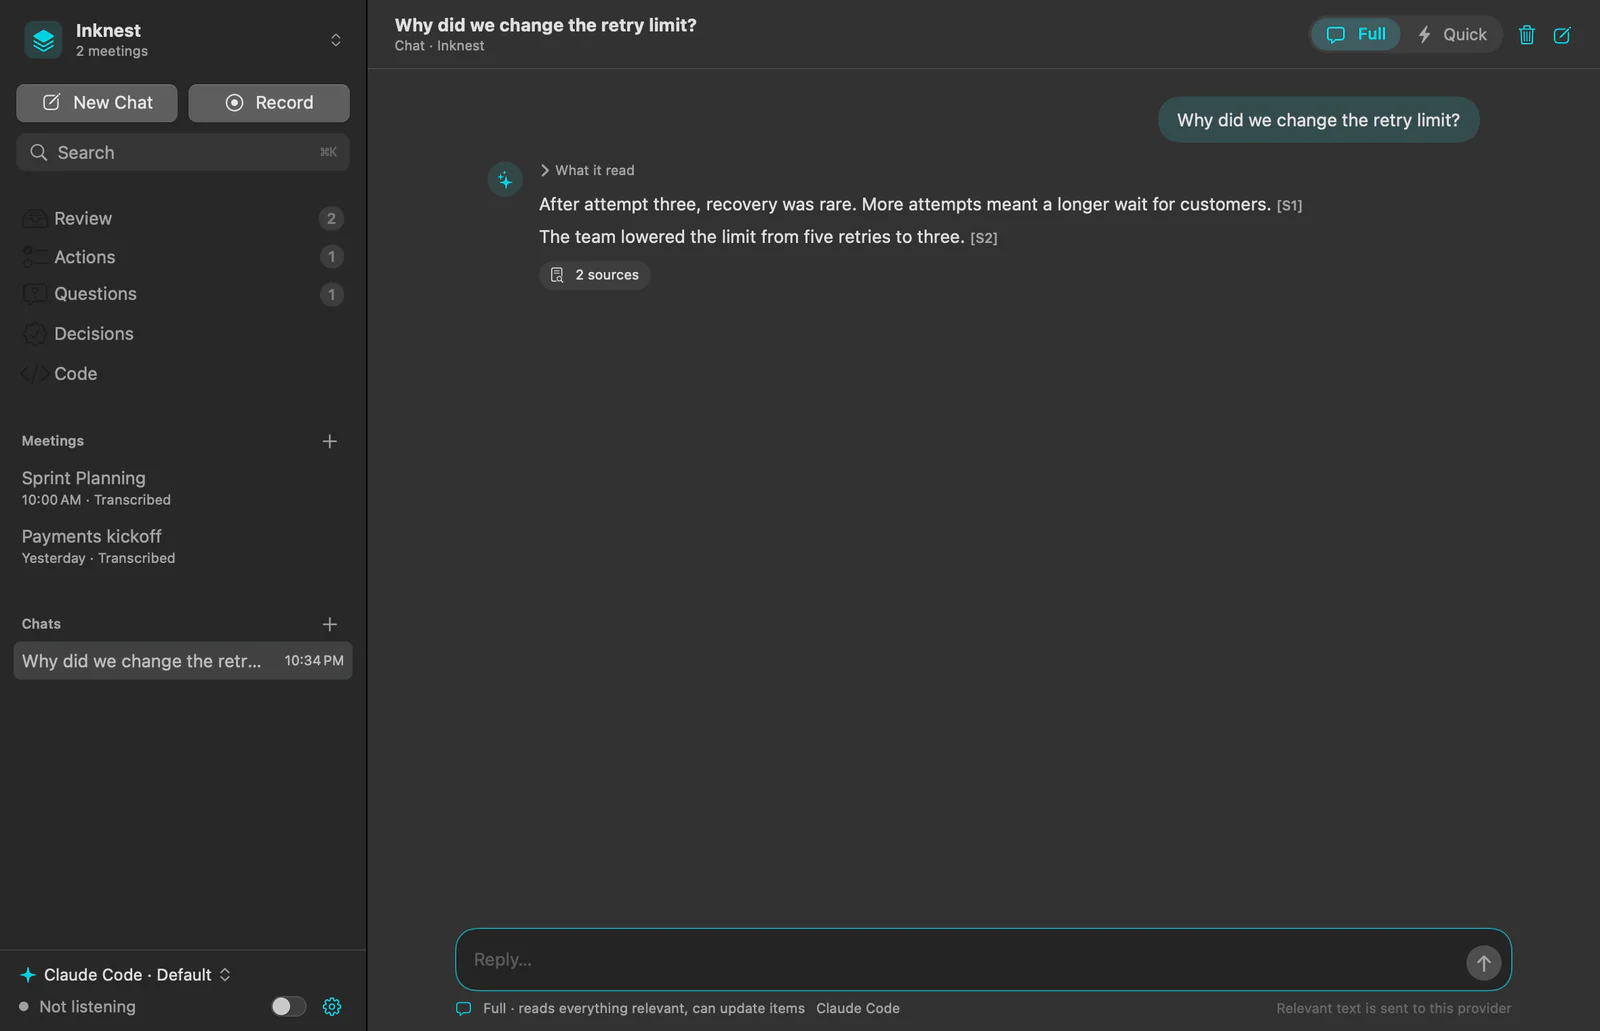 Inknest
2 meetings
New Chat
Record
Search
⌘K
Review
2
Actions
1
Questions
1
Decisions
Code
Meetings
Sprint Planning
10:00 AM · Transcribed
Payments kickoff
Yesterday · Transcribed
Chats
Why did we change the retr...
10:34 PM
Claude Code · Default
Not listening
Why did we change the retry limit?
Chat · Inknest
Full
Quick
Why did we change the retry limit?
What it read
After attempt three, recovery was rare. More attempts meant a longer wait for customers. [S1]
The team lowered the limit from five retries to three. [S2]
2 sources
Reply...
Full · reads everything relevant, can update items Claude Code
Relevant text is sent to this provider